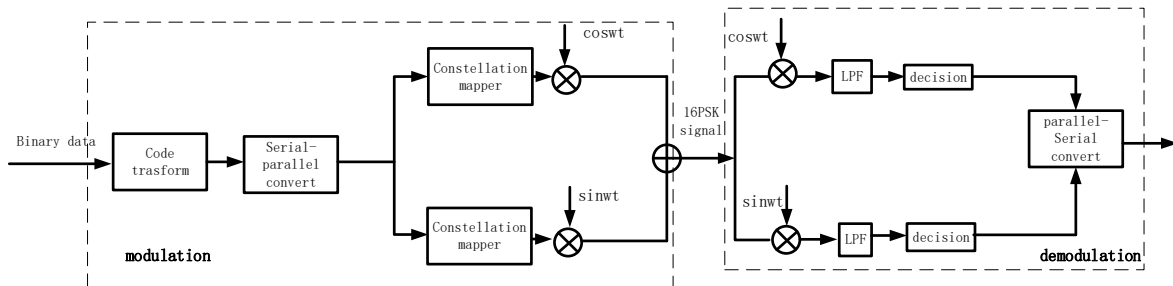 Binary data
Code
trasform
Serial-
parallel
convert
Constellation
mapper
coswt
Constellation
mapper
sinwt
modulation
16PSK
signal
coswt
LPF
decision
sinwt
LPF
decision
parallel-
Serial
convert
demodulation